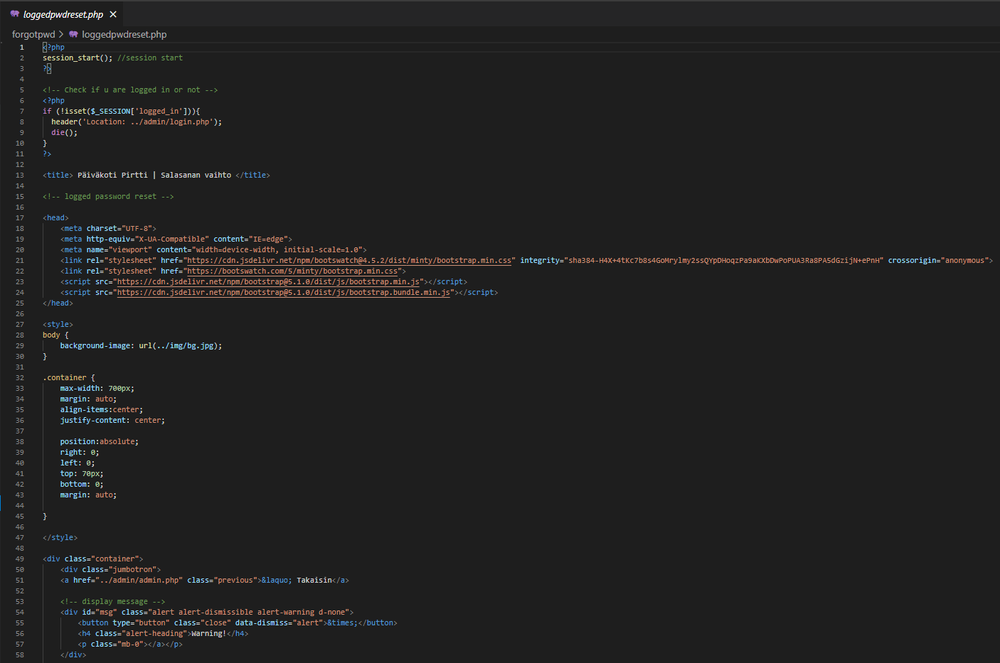 loggedpwdreset.php ×
forgotpwd > loggedpwdreset.php
1 <?php
2 session_start(); //session start
3 ?>
4
5 <!-- Check if u are logged in or not -->
6 <?php
7 if (!isset($_SESSION['logged_in'])){
8 header('Location: ../admin/login.php');
9 die();
10 }
11 ?>
12
13 <title> Päiväkoti Pirtti | Salasanan vaihto </title>
14
15 <!-- logged password reset -->
16
17 <head>
18 <meta charset="UTF-8">
19 <meta http-equiv="X-UA-Compatible" content="IE=edge">
20 <meta name="viewport" content="width=device-width, initial-scale=1.0">
21 <link rel="stylesheet" href="https://cdn.jsdelivr.net/npm/bootswatch@4.5.2/dist/minty/bootstrap.min.css" integrity="sha384-H4X+4tKc7b8s4GoMrylmy2ssQYpDHoqzPa9aKXbDwPoPUA3Ra8PA5dGzijN+ePnH" crossorigin="anonymous">
22 <link rel="stylesheet" href="https://bootswatch.com/5/minty/bootstrap.min.css">
23 <script src="https://cdn.jsdelivr.net/npm/bootstrap@5.1.0/dist/js/bootstrap.min.js"></script>
24 <script src="https://cdn.jsdelivr.net/npm/bootstrap@5.1.0/dist/js/bootstrap.bundle.min.js"></script>
25 </head>
26
27 <style>
28 body {
29 background-image: url(../img/bg.jpg);
30 }
31
32 .container {
33 max-width: 700px;
34 margin: auto;
35 align-items:center;
36 justify-content: center;
37
38 position:absolute;
39 right: 0;
40 left: 0;
41 top: 70px;
42 bottom: 0;
43 margin: auto;
44
45 }
46
47 </style>
48
49 <div class="container">
50 <div class="jumbotron">
51 <a href="../admin/admin.php" class="previous">&laquo; Takaisin</a>
52
53 <!-- display message -->
54 <div id="msg" class="alert alert-dismissible alert-warning d-none">
55 <button type="button" class="close" data-dismiss="alert">&times;</button>
56 <h4 class="alert-heading">Warning!</h4>
57 <p class="mb-0"></a></p>
58 </div>